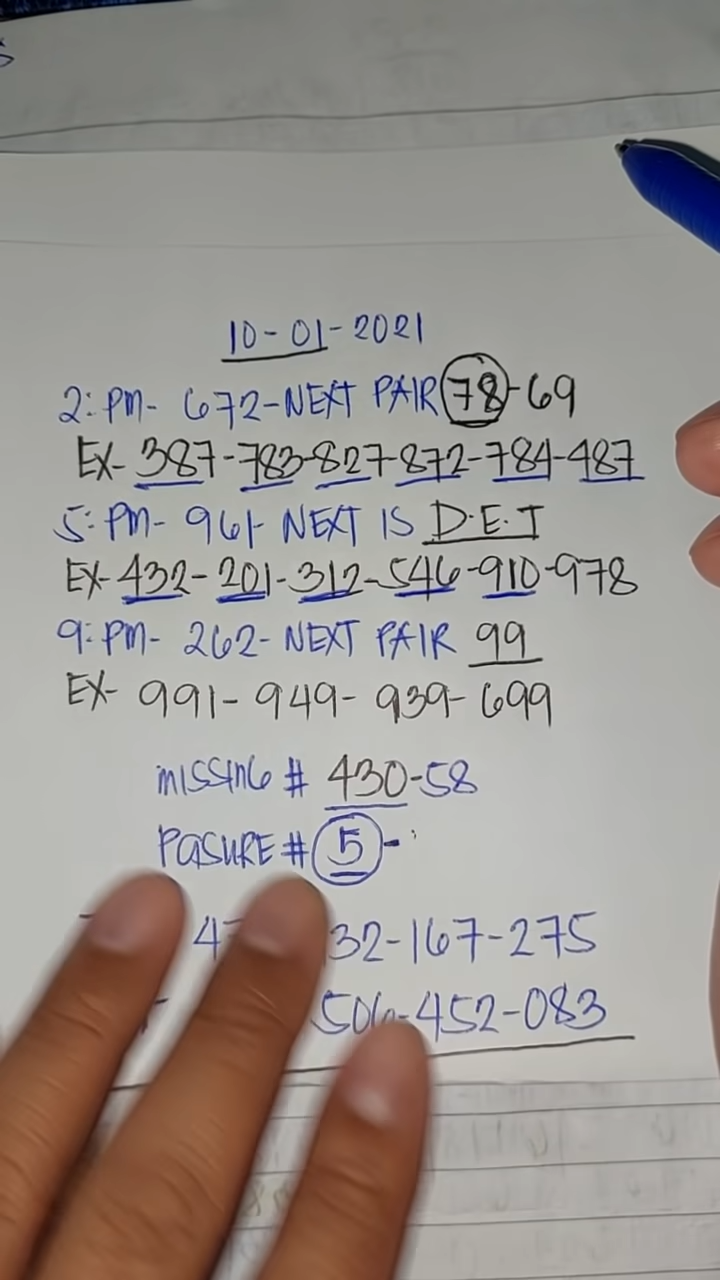 10-01-2021
2:PM- 672-NEXT PAIR 78-69
EX- 387-783-827-872-784-487
5:PM- 961- NEXT IS D.E.T
EX-432-201-312-546-910-978
9:PM- 262- NEXT PAIR 99
EX- 991-949-939-699
MISSING # 430-58
PASURE # 5-
32-167-275
506-452-083